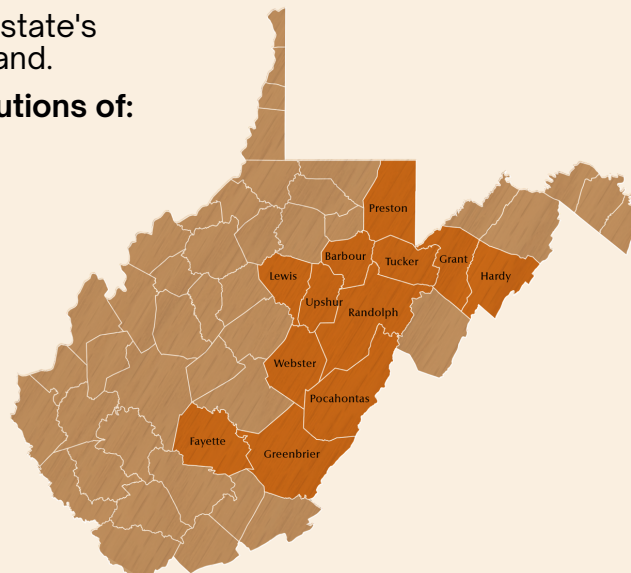 state's
and.
utions of:
Preston
Barbour
Tucker
Grant
Lewis
Hardy
Upshur
Randolph
Webster
Pocahontas
Fayette
Greenbrier